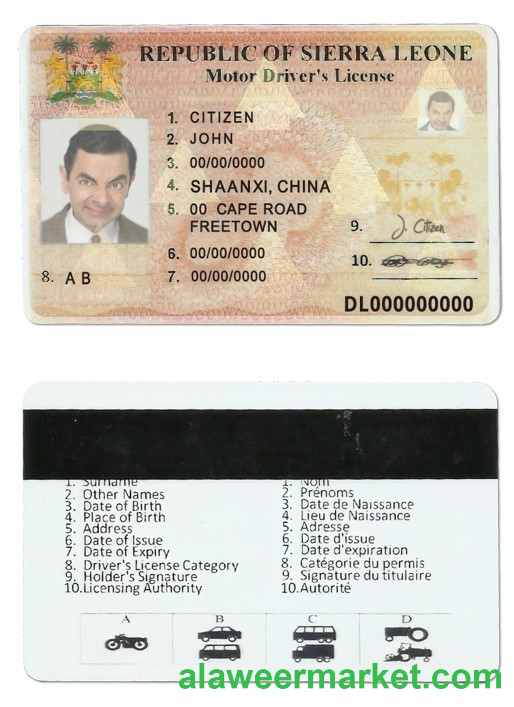 REPUBLIC OF SIERRA LEONE
Motor Driver's License
1. CITIZEN
2. JOHN
3. 00/00/0000
4. SHAANXI, CHINA
5. 00 CAPE ROAD
FREETOWN
9. J. Citizen
6. 00/00/0000
10.
8. A B
7. 00/00/0000
DL000000000
1. Surname
2. Other Names
3. Date of Birth
4. Place of Birth
5. Address
6. Date of Issue
7. Date of Expiry
8. Driver's License Category
9. Holder's Signature
10.Licensing Authority
1. Nom
2. Prénoms
3. Date de Naissance
4. Lieu de Naissance
5. Adresse
6. Date d'issue
7. Date d'expiration
8. Catégorie du permis
9. Signature du titulaire
10. Autorité
A B C D
alaweermarket.com